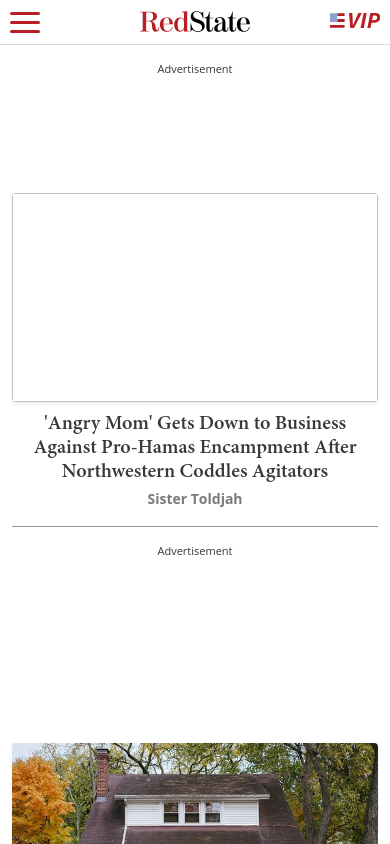 RedState
VIP
Advertisement
'Angry Mom' Gets Down to Business
Against Pro-Hamas Encampment After
Northwestern Coddles Agitators
Sister Toldjah
Advertisement